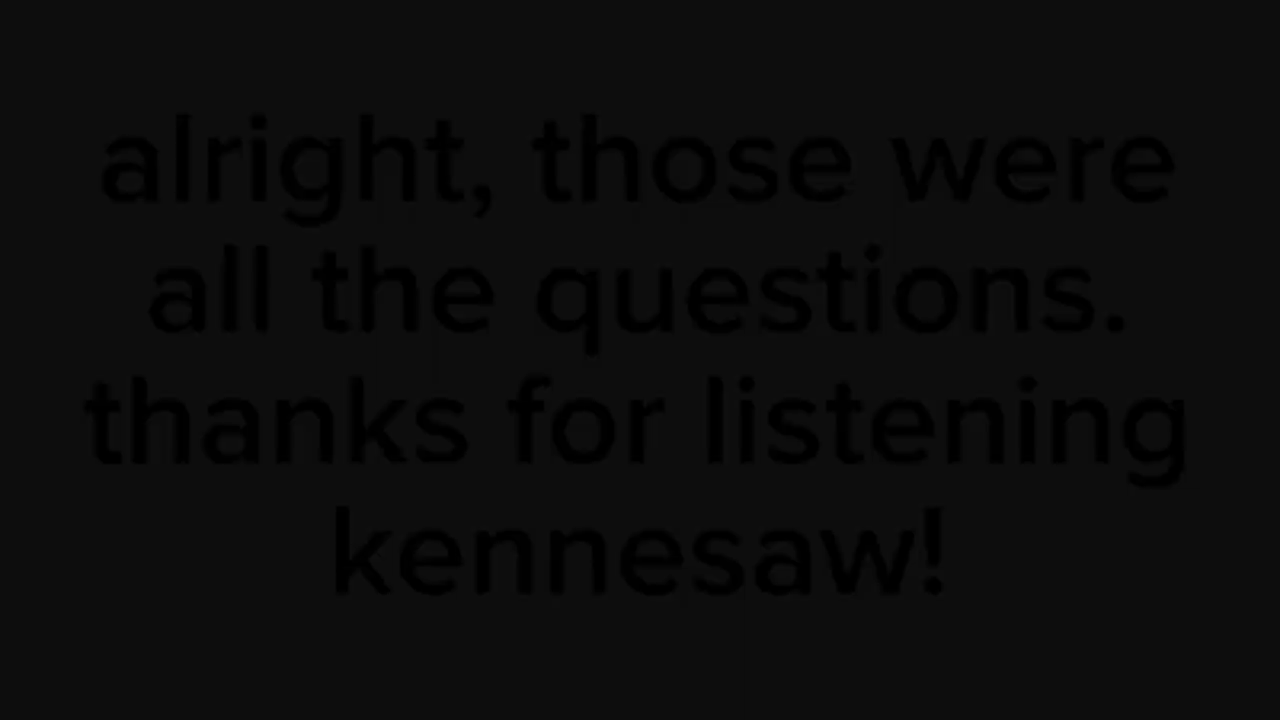 alright, those were
all the questions.
thanks for listening
kennesaw!